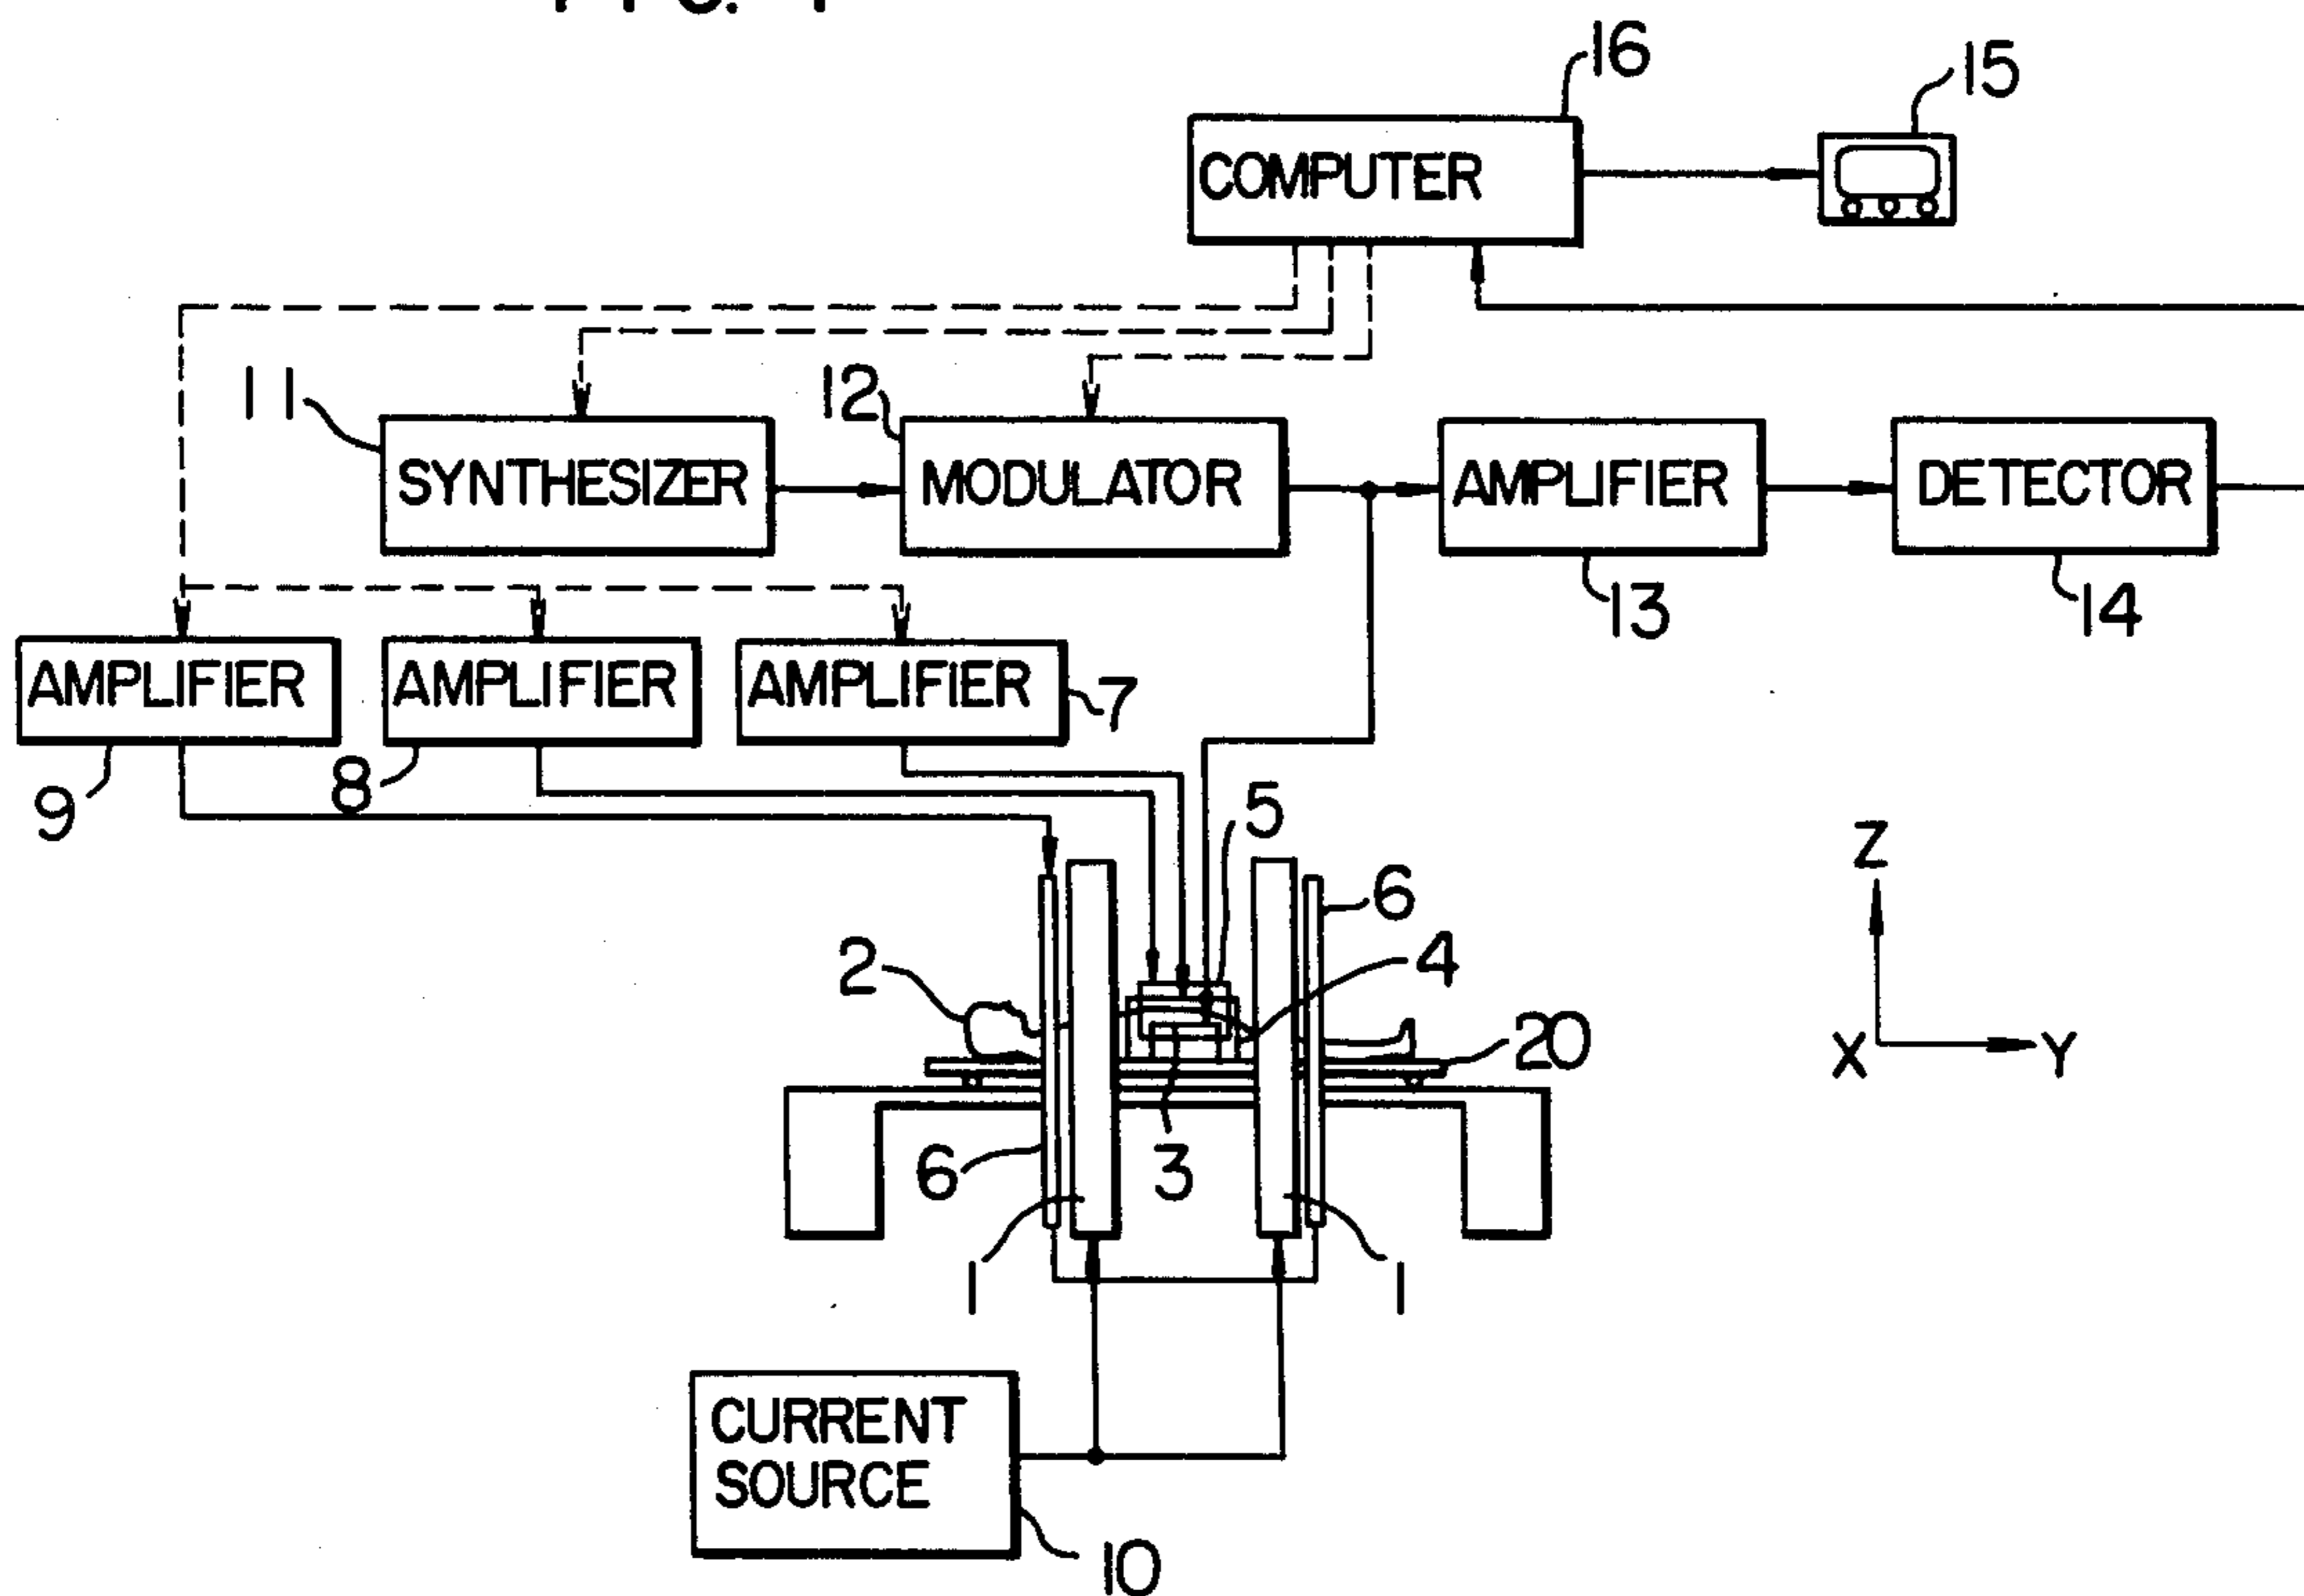 16
15
COMPUTER
11
12
SYNTHESIZER
MODULATOR
AMPLIFIER
DETECTOR
13
14
AMPLIFIER
AMPLIFIER
AMPLIFIER
7
9
8
5
Z
6
2
4
20
X
Y
6
3
1
1
CURRENT
SOURCE
10